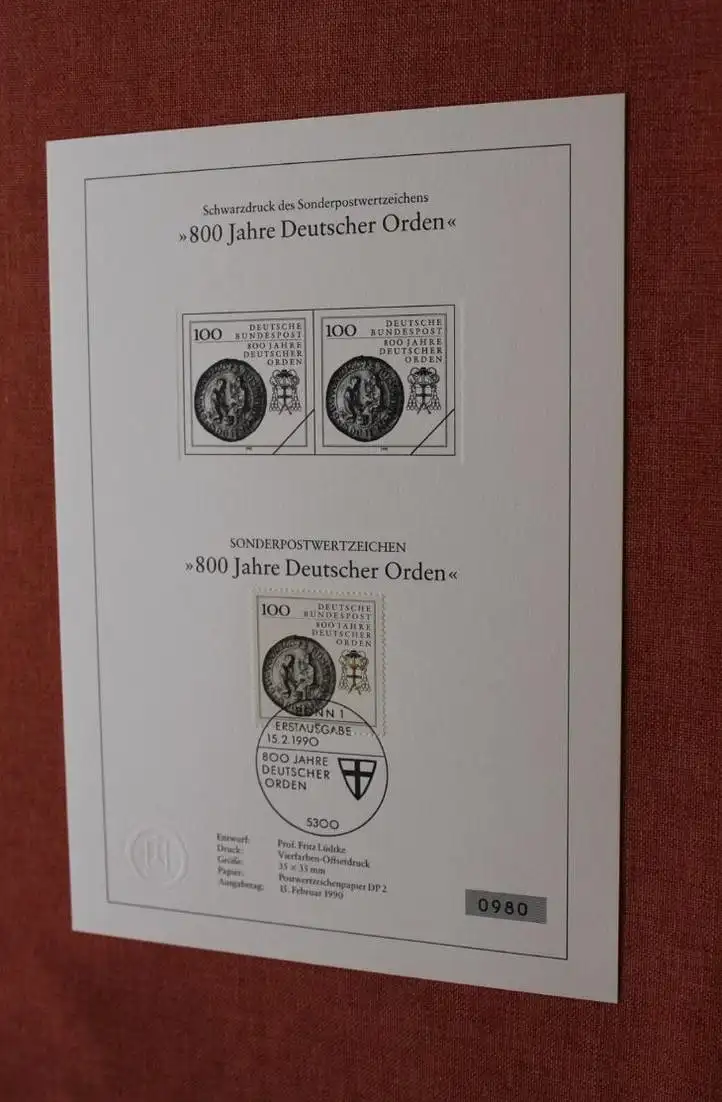 Schwarzdruck des Sonderpostwertzeichens
»800 Jahre Deutscher Orden«
100 DEUTSCHE
BUNDESPOST
800 JAHRE
DEUTSCHER
ORDEN
100 DEUTSCHE
BUNDESPOST
800 JAHRE
DEUTSCHER
ORDEN
SONDERPOSTWERTZEICHEN
»800 Jahre Deutscher Orden«
100 DEUTSCHE
BUNDESPOST
800 JAHRE
DEUTSCHER
ORDEN
BONN 1
ERSTAUSGABE
15.2.1990
800 JAHRE
DEUTSCHER
ORDEN
5300
Entwurf: Prof. Fritz Lüdtke
Druck: Vierfarben-Offsetdruck
Größe: 35 × 35 mm
Papier: Postwertzeichenpapier DP 2
Ausgabetag: 15. Februar 1990
0980